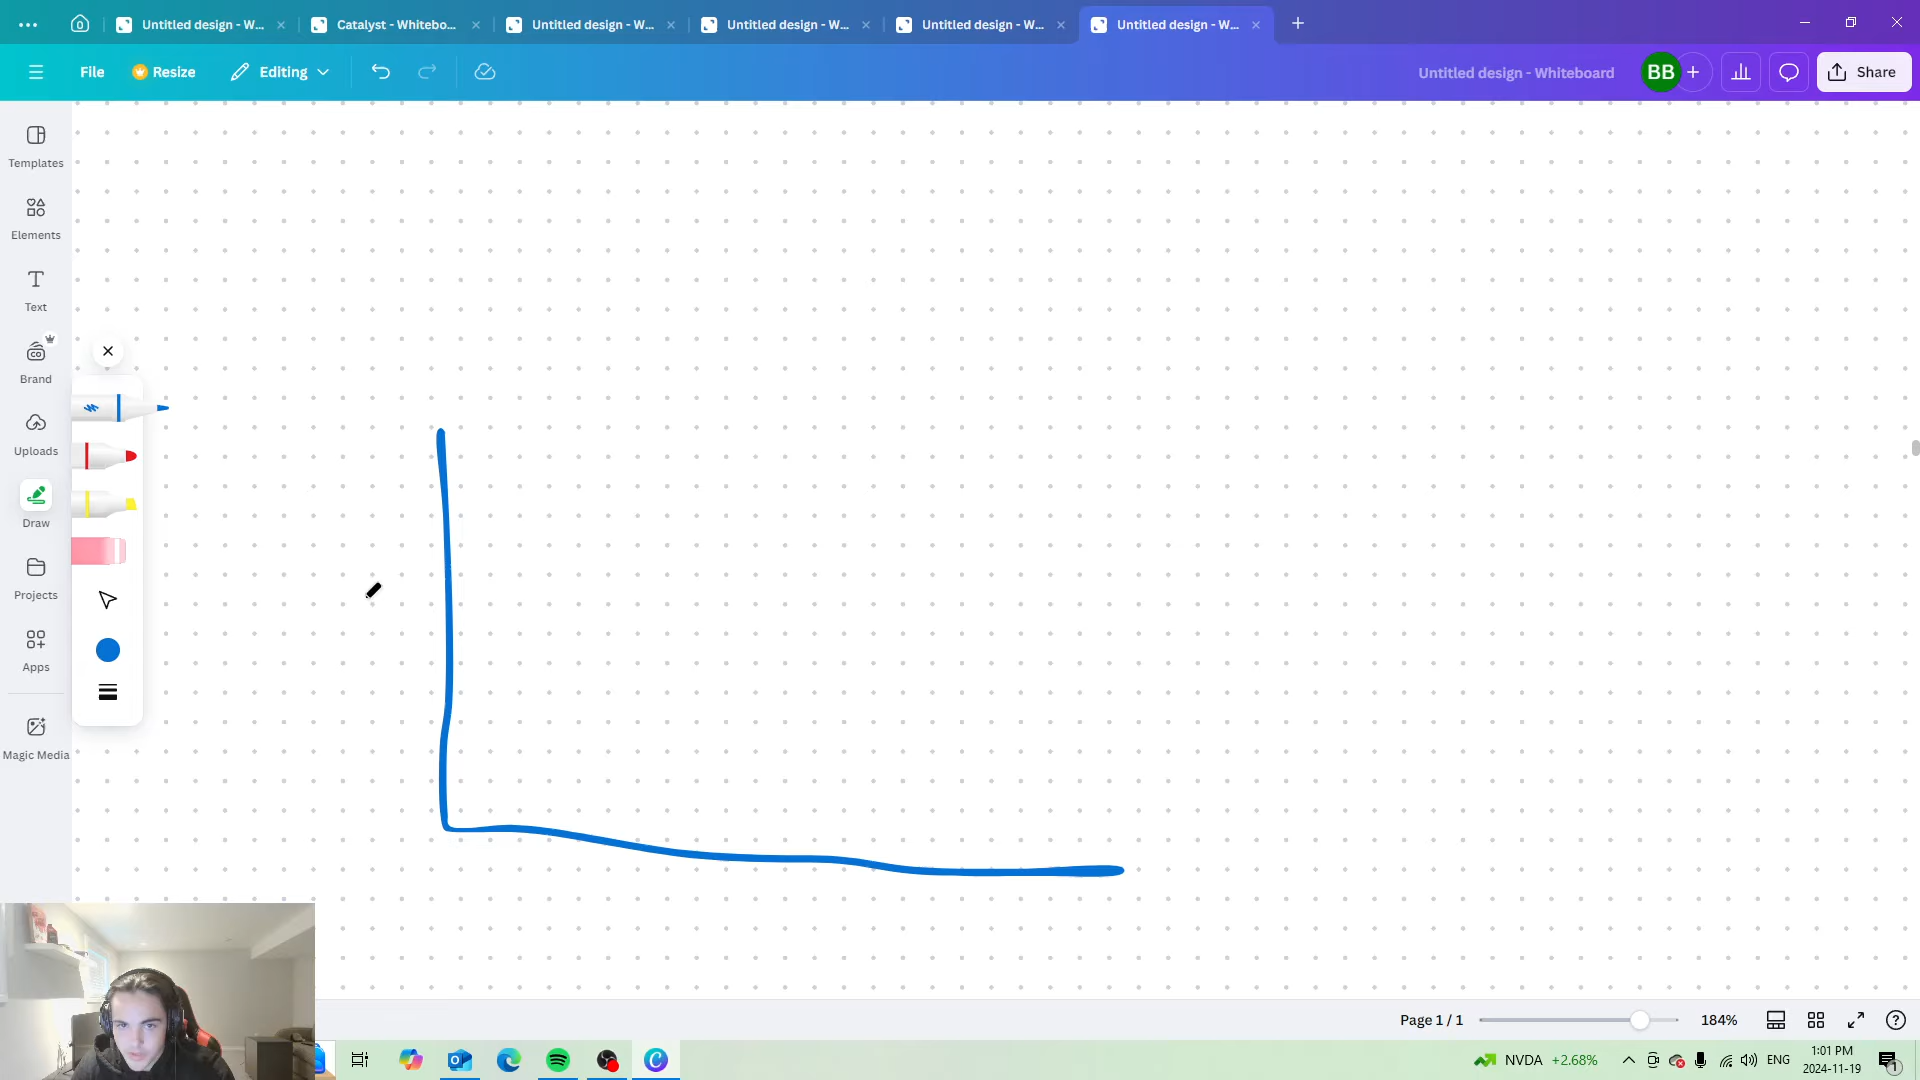 Untitled design - W...
Catalyst - Whitebo...
Untitled design - W...
Untitled design - W...
Untitled design - W...
Untitled design - W...
File
Resize
Editing
Untitled design - Whiteboard
BB
Share
Templates
Elements
Text
CO
Brand
Uploads
Draw
Projects
Apps
Magic Media
Page 1 / 1
184%
NVDA +2.68%
ENG
1:01 PM
2024-11-19
1